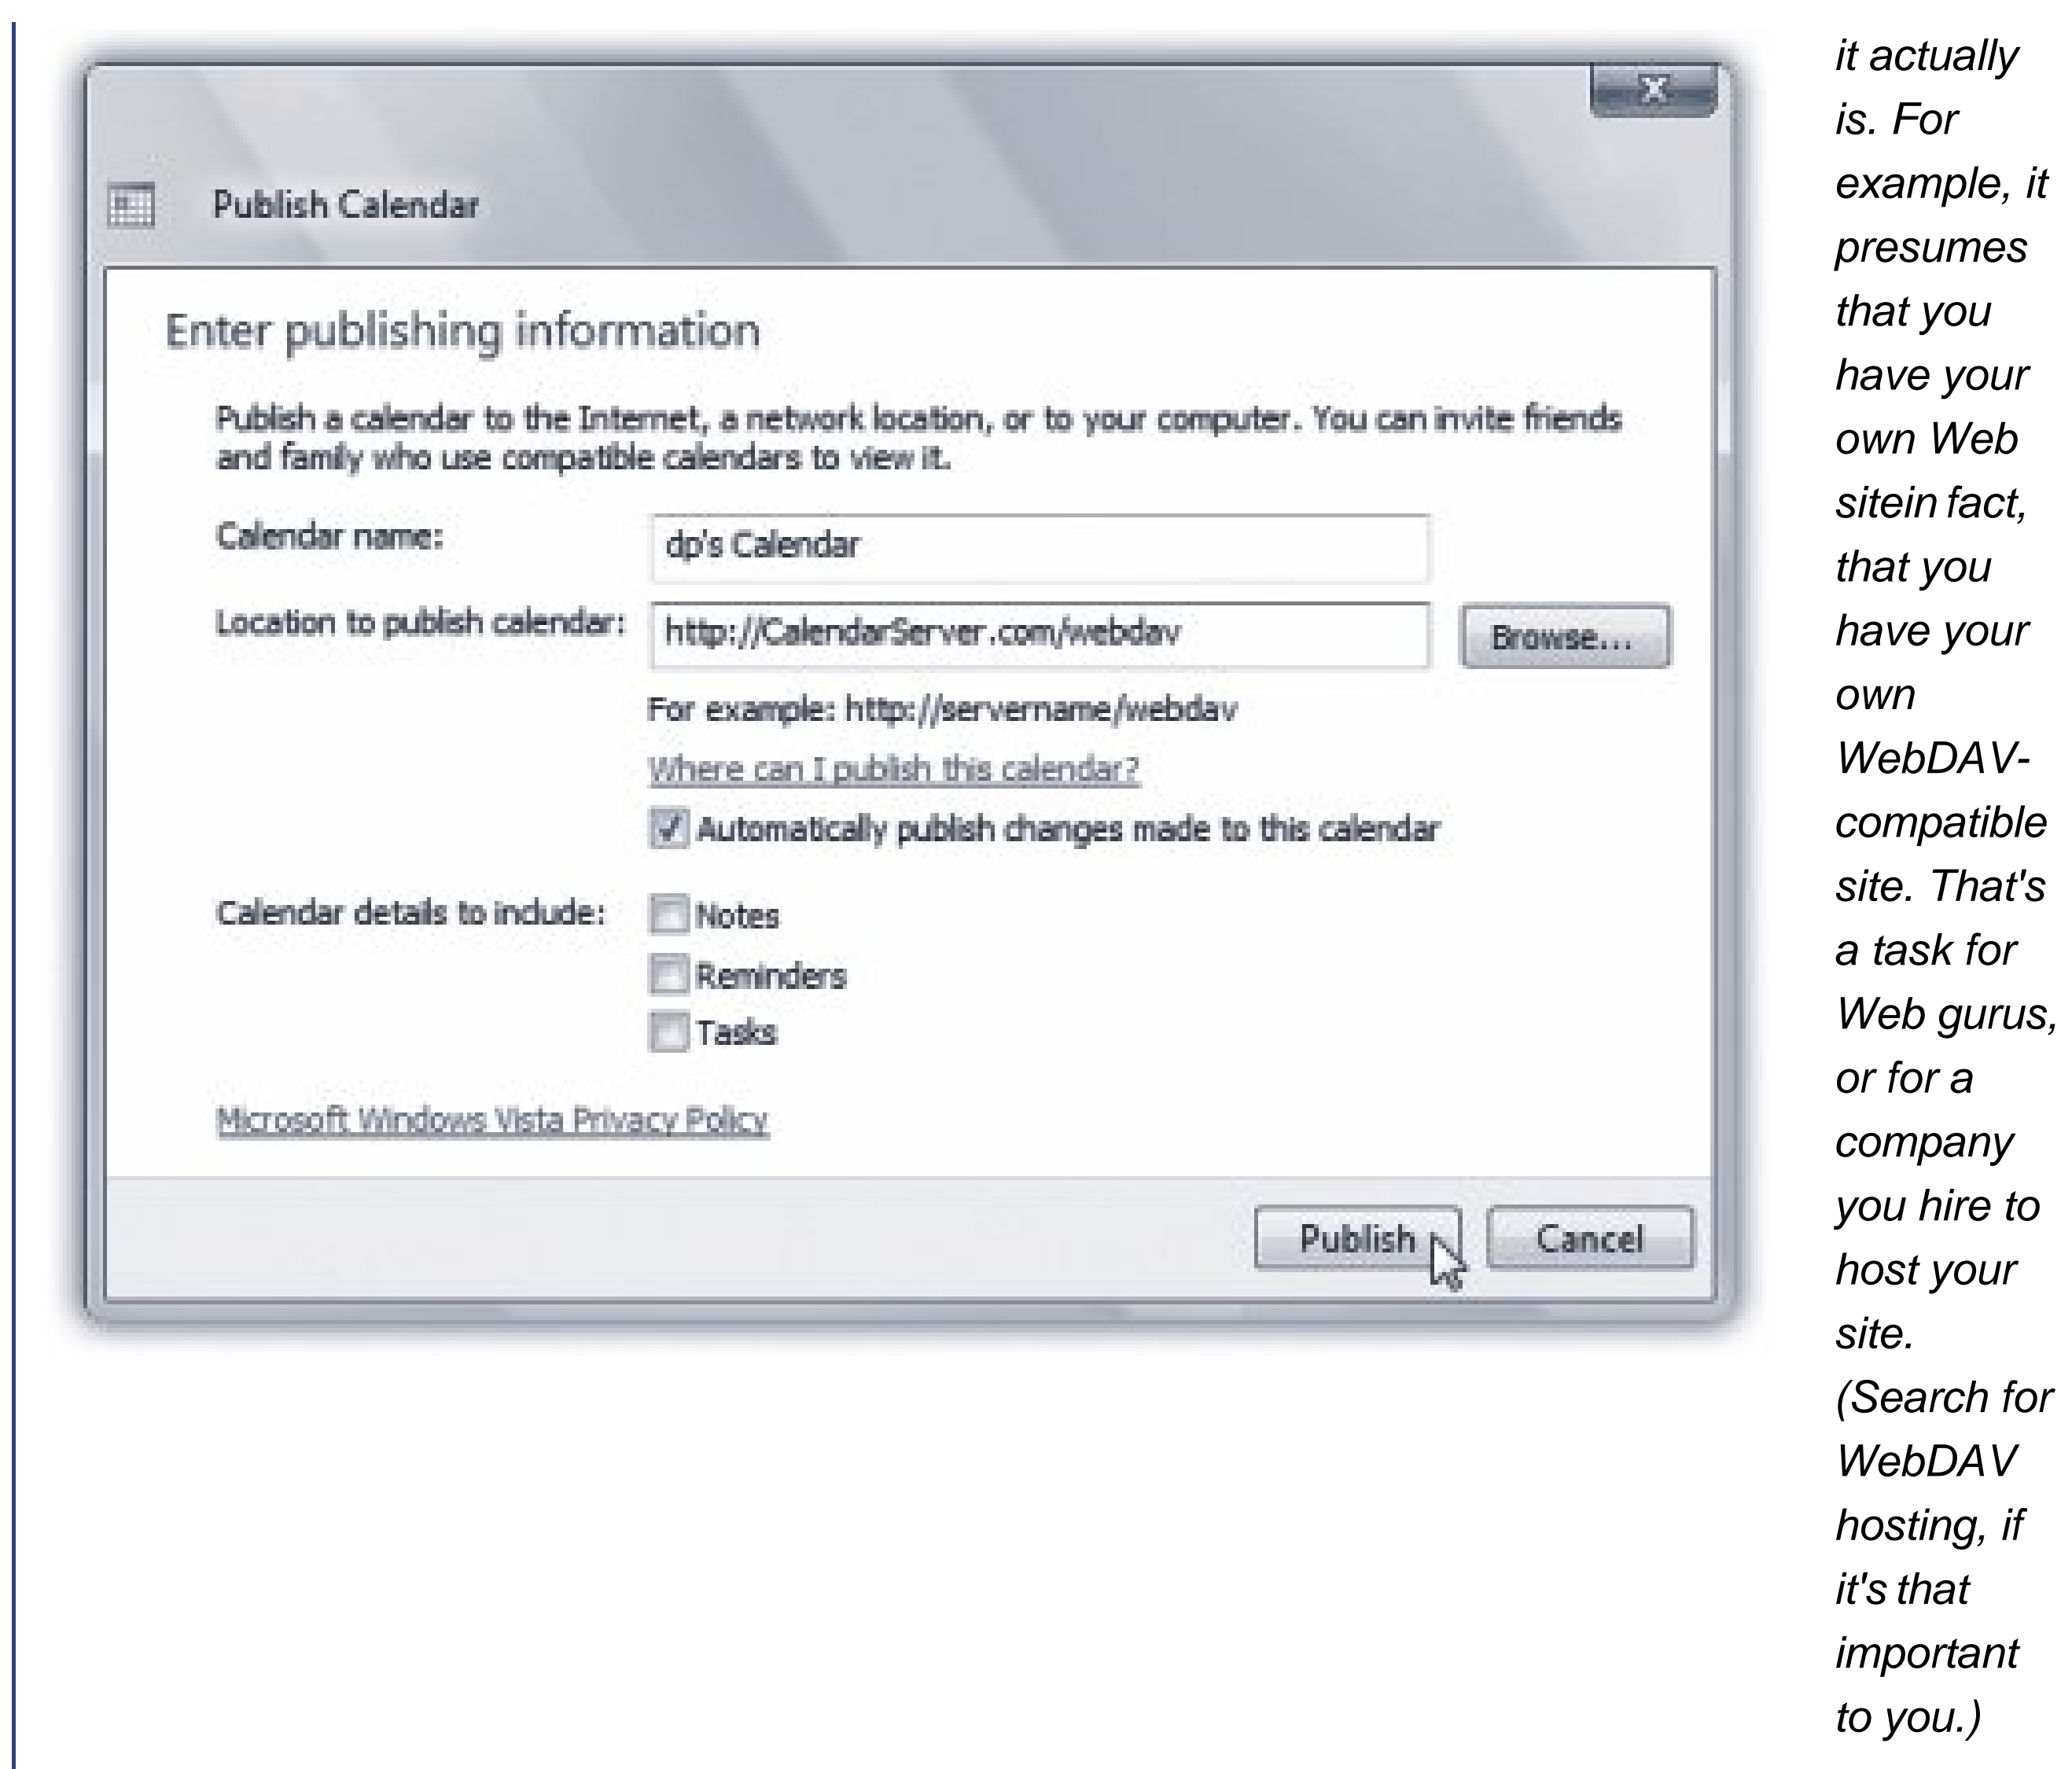 Publish Calendar
Enter publishing information
Publish a calendar to the Internet, a network location, or to your computer. You can invite friends
and family who use compatible calendars to view it.
Calendar name:
dp's Calendar
Location to publish calendar:
http://CalendarServer.com/webdav
Browse...
For example: http://servername/webdav
Where can I publish this calendar?
Automatically publish changes made to this calendar
Calendar details to include:
Notes
Reminders
Tasks
Microsoft Windows Vista Privacy Policy
Publish
Cancel
it actually
is. For
example, it
presumes
that you
have your
own Web
sitein fact,
that you
have your
own
WebDAV-
compatible
site. That's
a task for
Web gurus,
or for a
company
you hire to
host your
site.
(Search for
WebDAV
hosting, if
it's that
important
to you.)